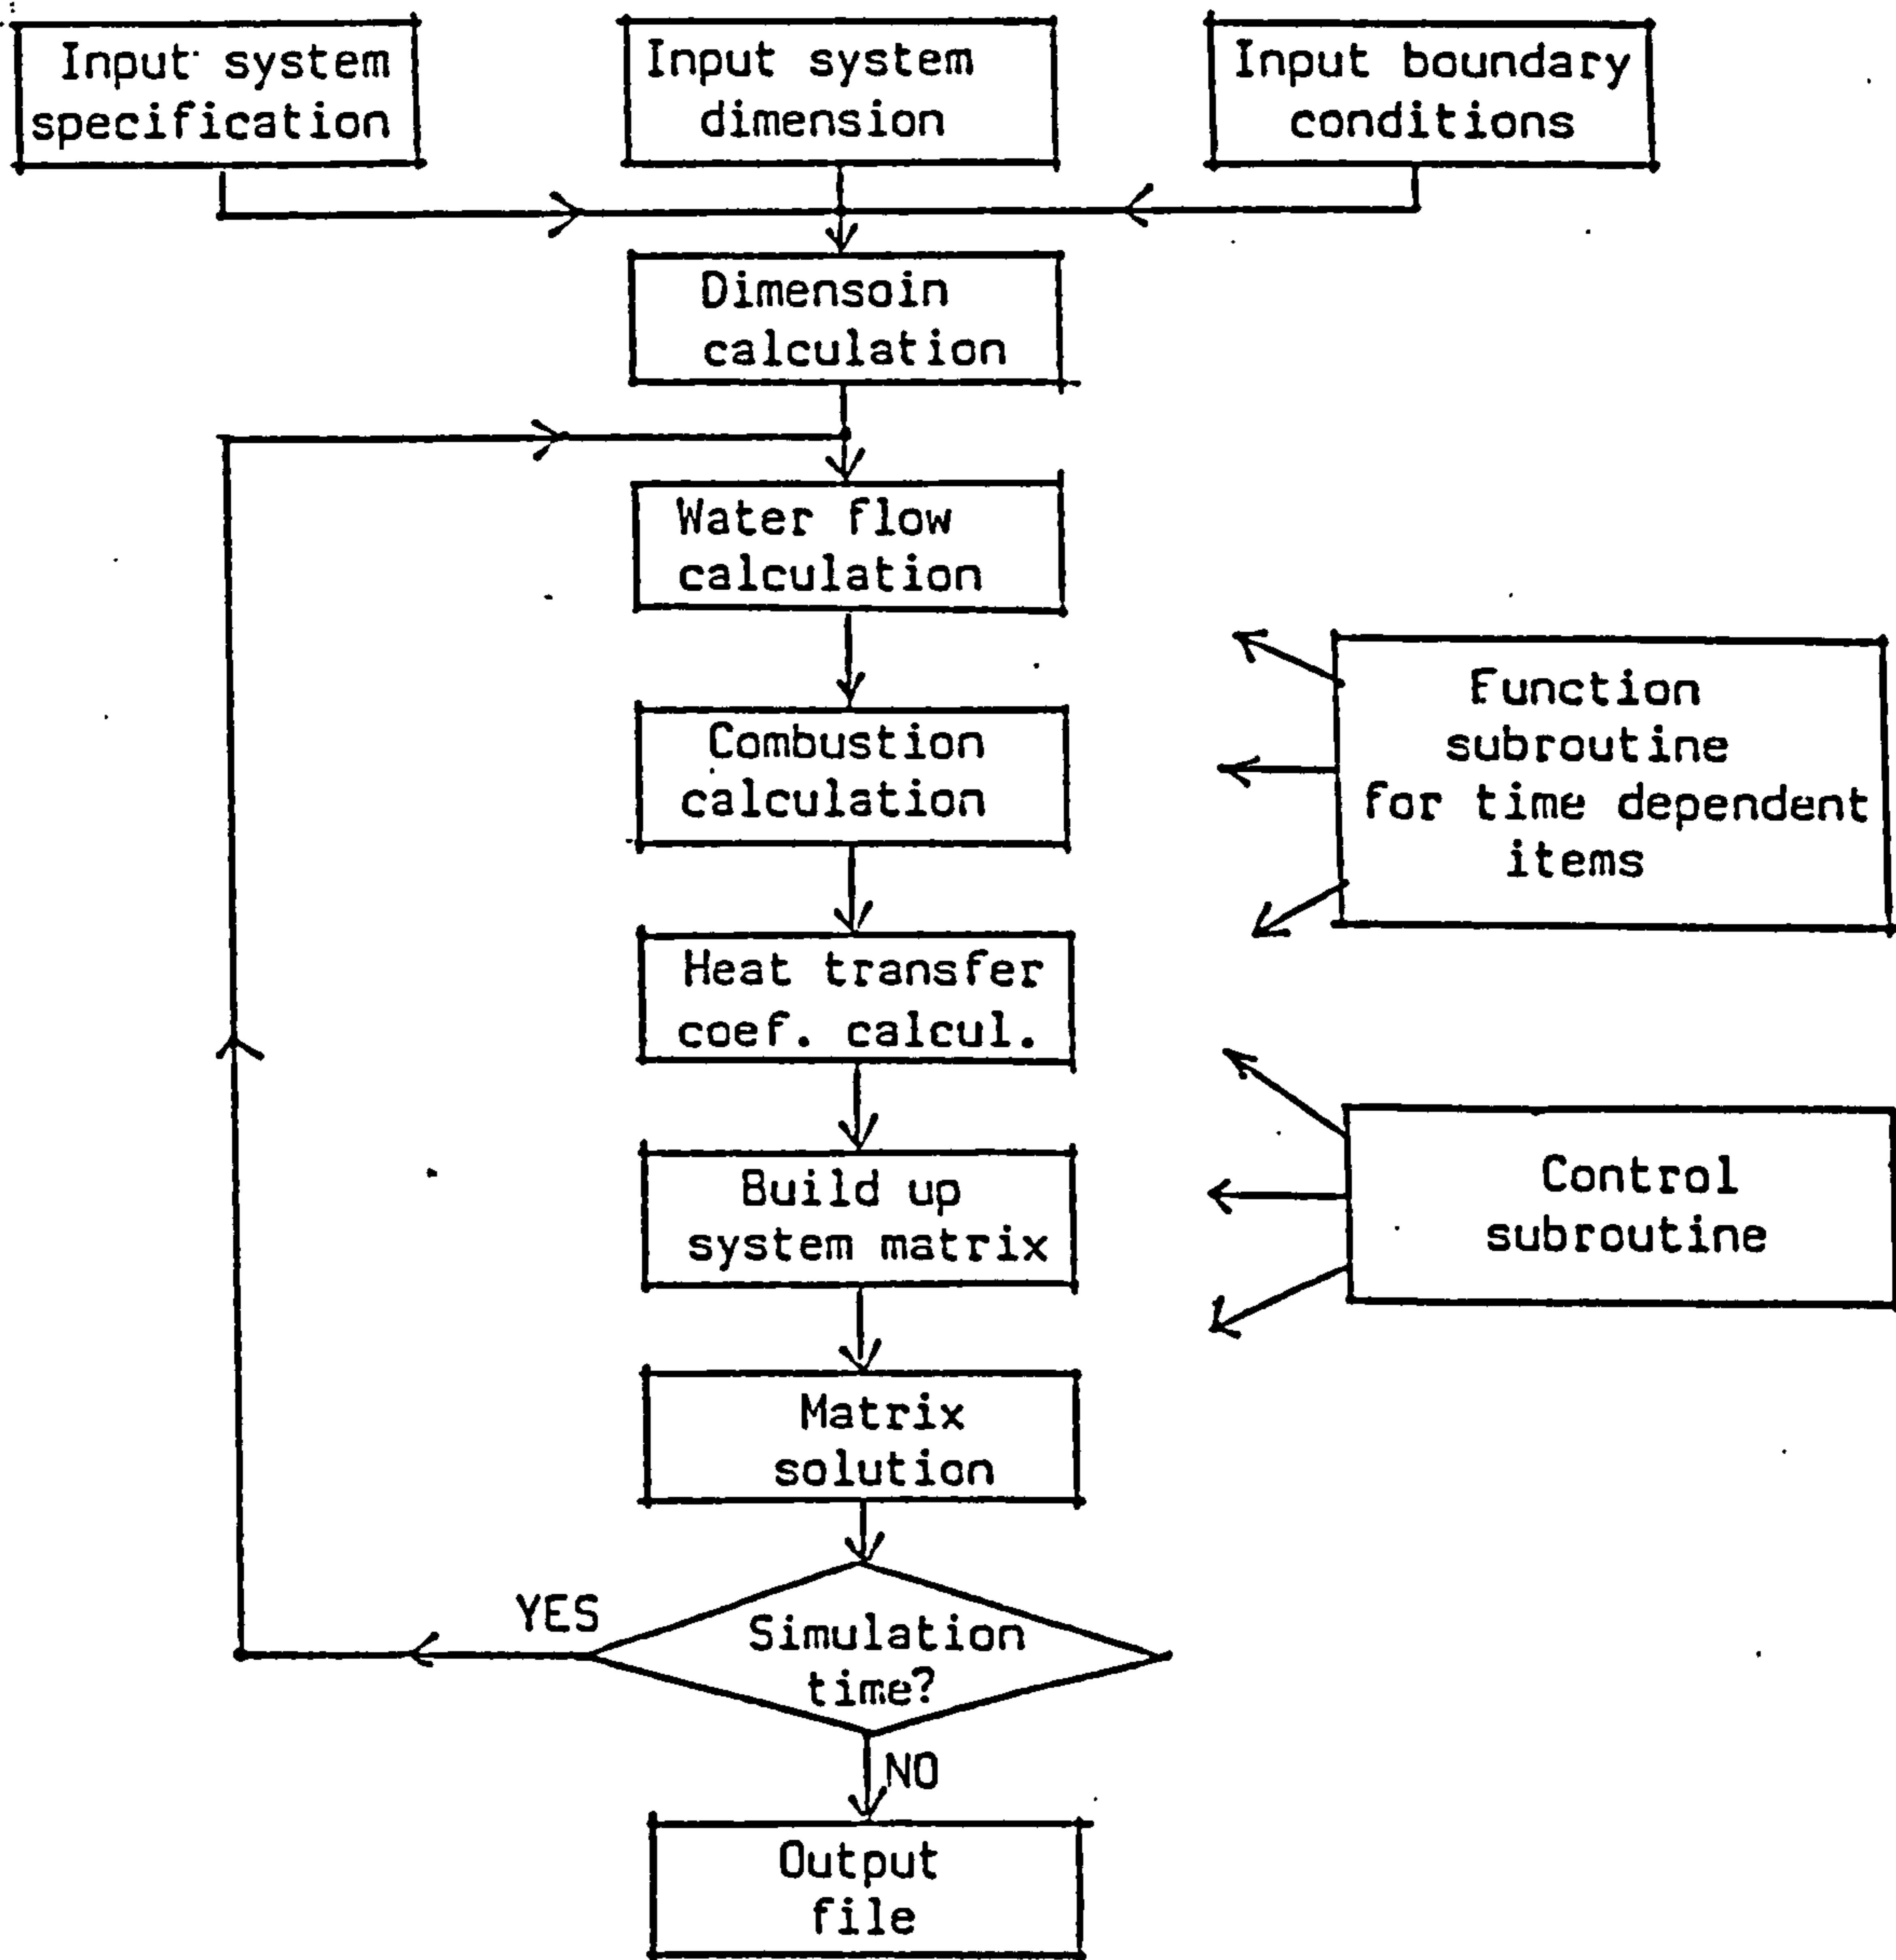 Input system
specification
Input system
dimension
Input boundary
conditions
Dimensoin
calculation
Water flow
calculation
Combustion
calculation
Function
subroutine
for time dependent
items
Heat transfer
coef. calcul.
Build up
system matrix
Control
subroutine
Matrix
solution
YES
Simulation
time?
NO
Output
file